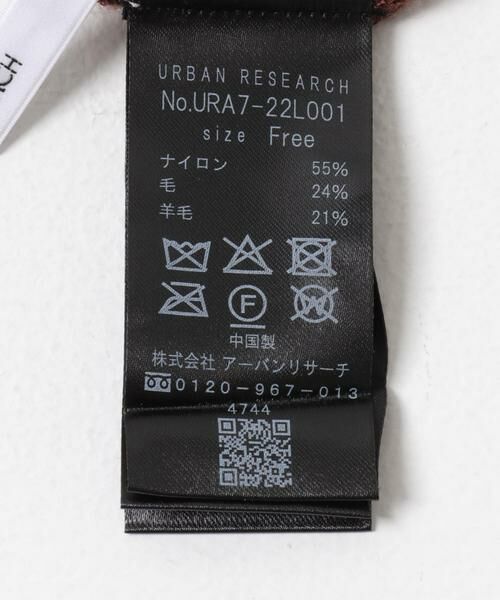 URBAN RESEARCH
No.URA7-22L001
size Free
ナイロン 55%
毛 24%
羊毛 21%
F
W
中国製
株式会社 アーバンリサーチ
0120-967-013
4744